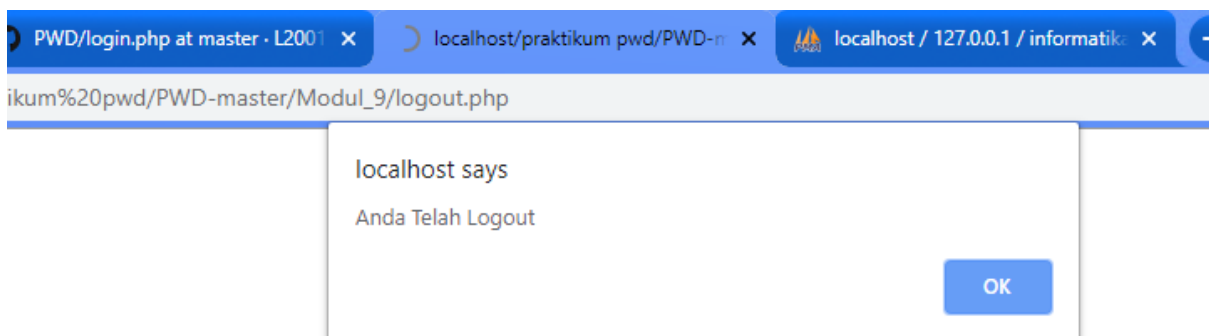 PWD/login.php at master · L2001
localhost/praktikum pwd/PWD-m
localhost / 127.0.0.1 / informatika
ikum%20pwd/PWD-master/Modul_9/logout.php
localhost says
Anda Telah Logout
OK